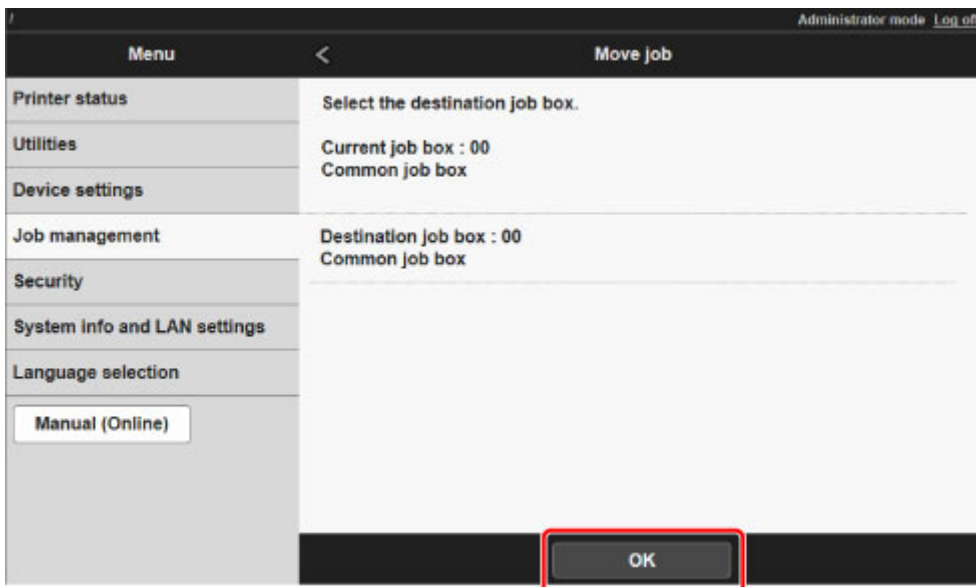 /
Administrator mode Log off
Menu
<
Move job
Printer status
Utilities
Device settings
Job management
Security
System info and LAN settings
Language selection
Manual (Online)
Select the destination job box.
Current job box : 00
Common job box
Destination job box : 00
Common job box
OK